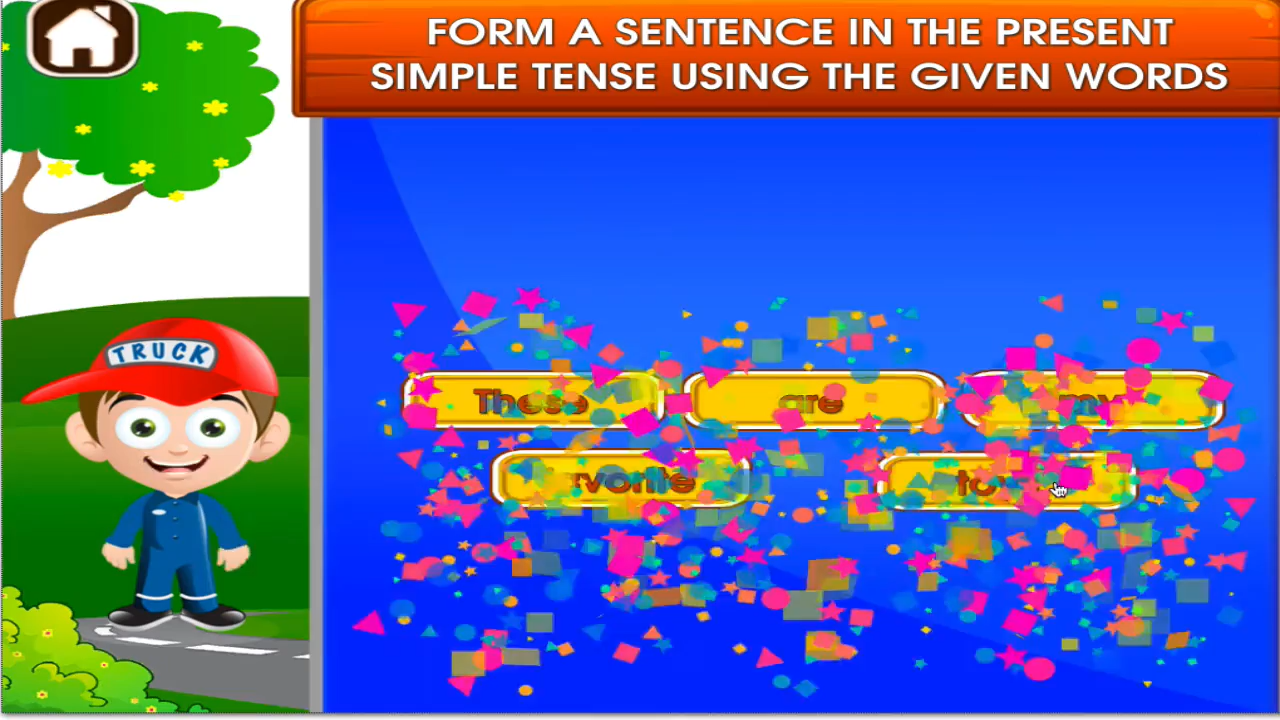 FORM A SENTENCE IN THE PRESENT
SIMPLE TENSE USING THE GIVEN WORDS
TRUCK
These are my
favorite